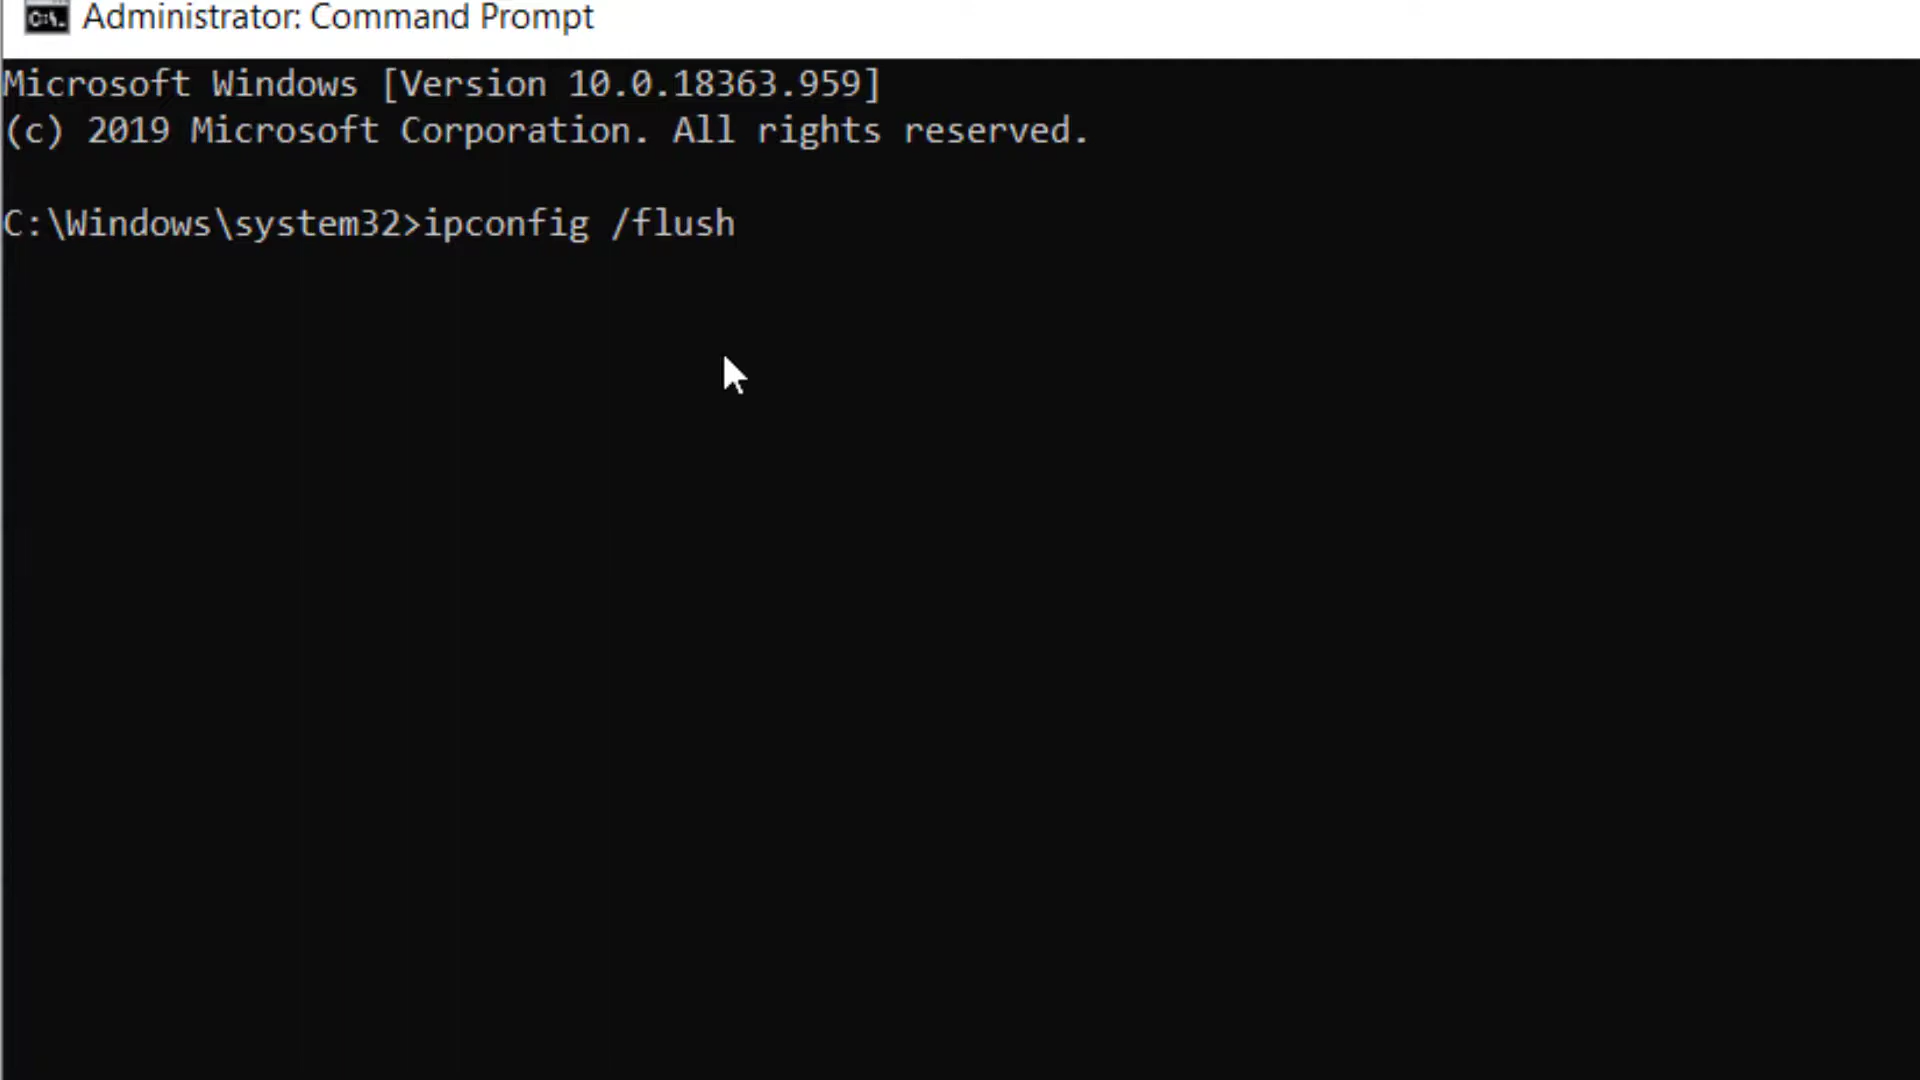 Administrator: Command Prompt
Microsoft Windows [Version 10.0.18363.959]
(c) 2019 Microsoft Corporation. All rights reserved.
C:\Windows\system32>ipconfig /flush